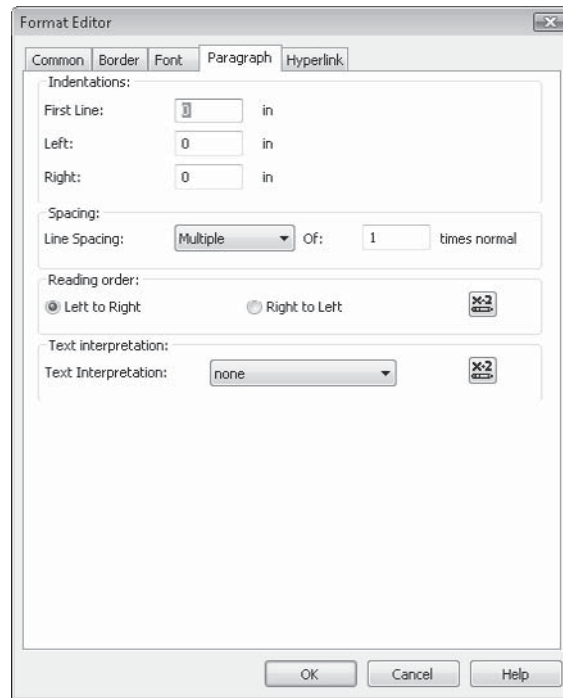 Format Editor
Common Border Font Paragraph Hyperlink
Indentations:
First Line: 0 in
Left: 0 in
Right: 0 in
Spacing:
Line Spacing: Multiple Of: 1 times normal
Reading order:
Left to Right Right to Left x-2
Text interpretation:
Text Interpretation: none x-2
OK Cancel Help